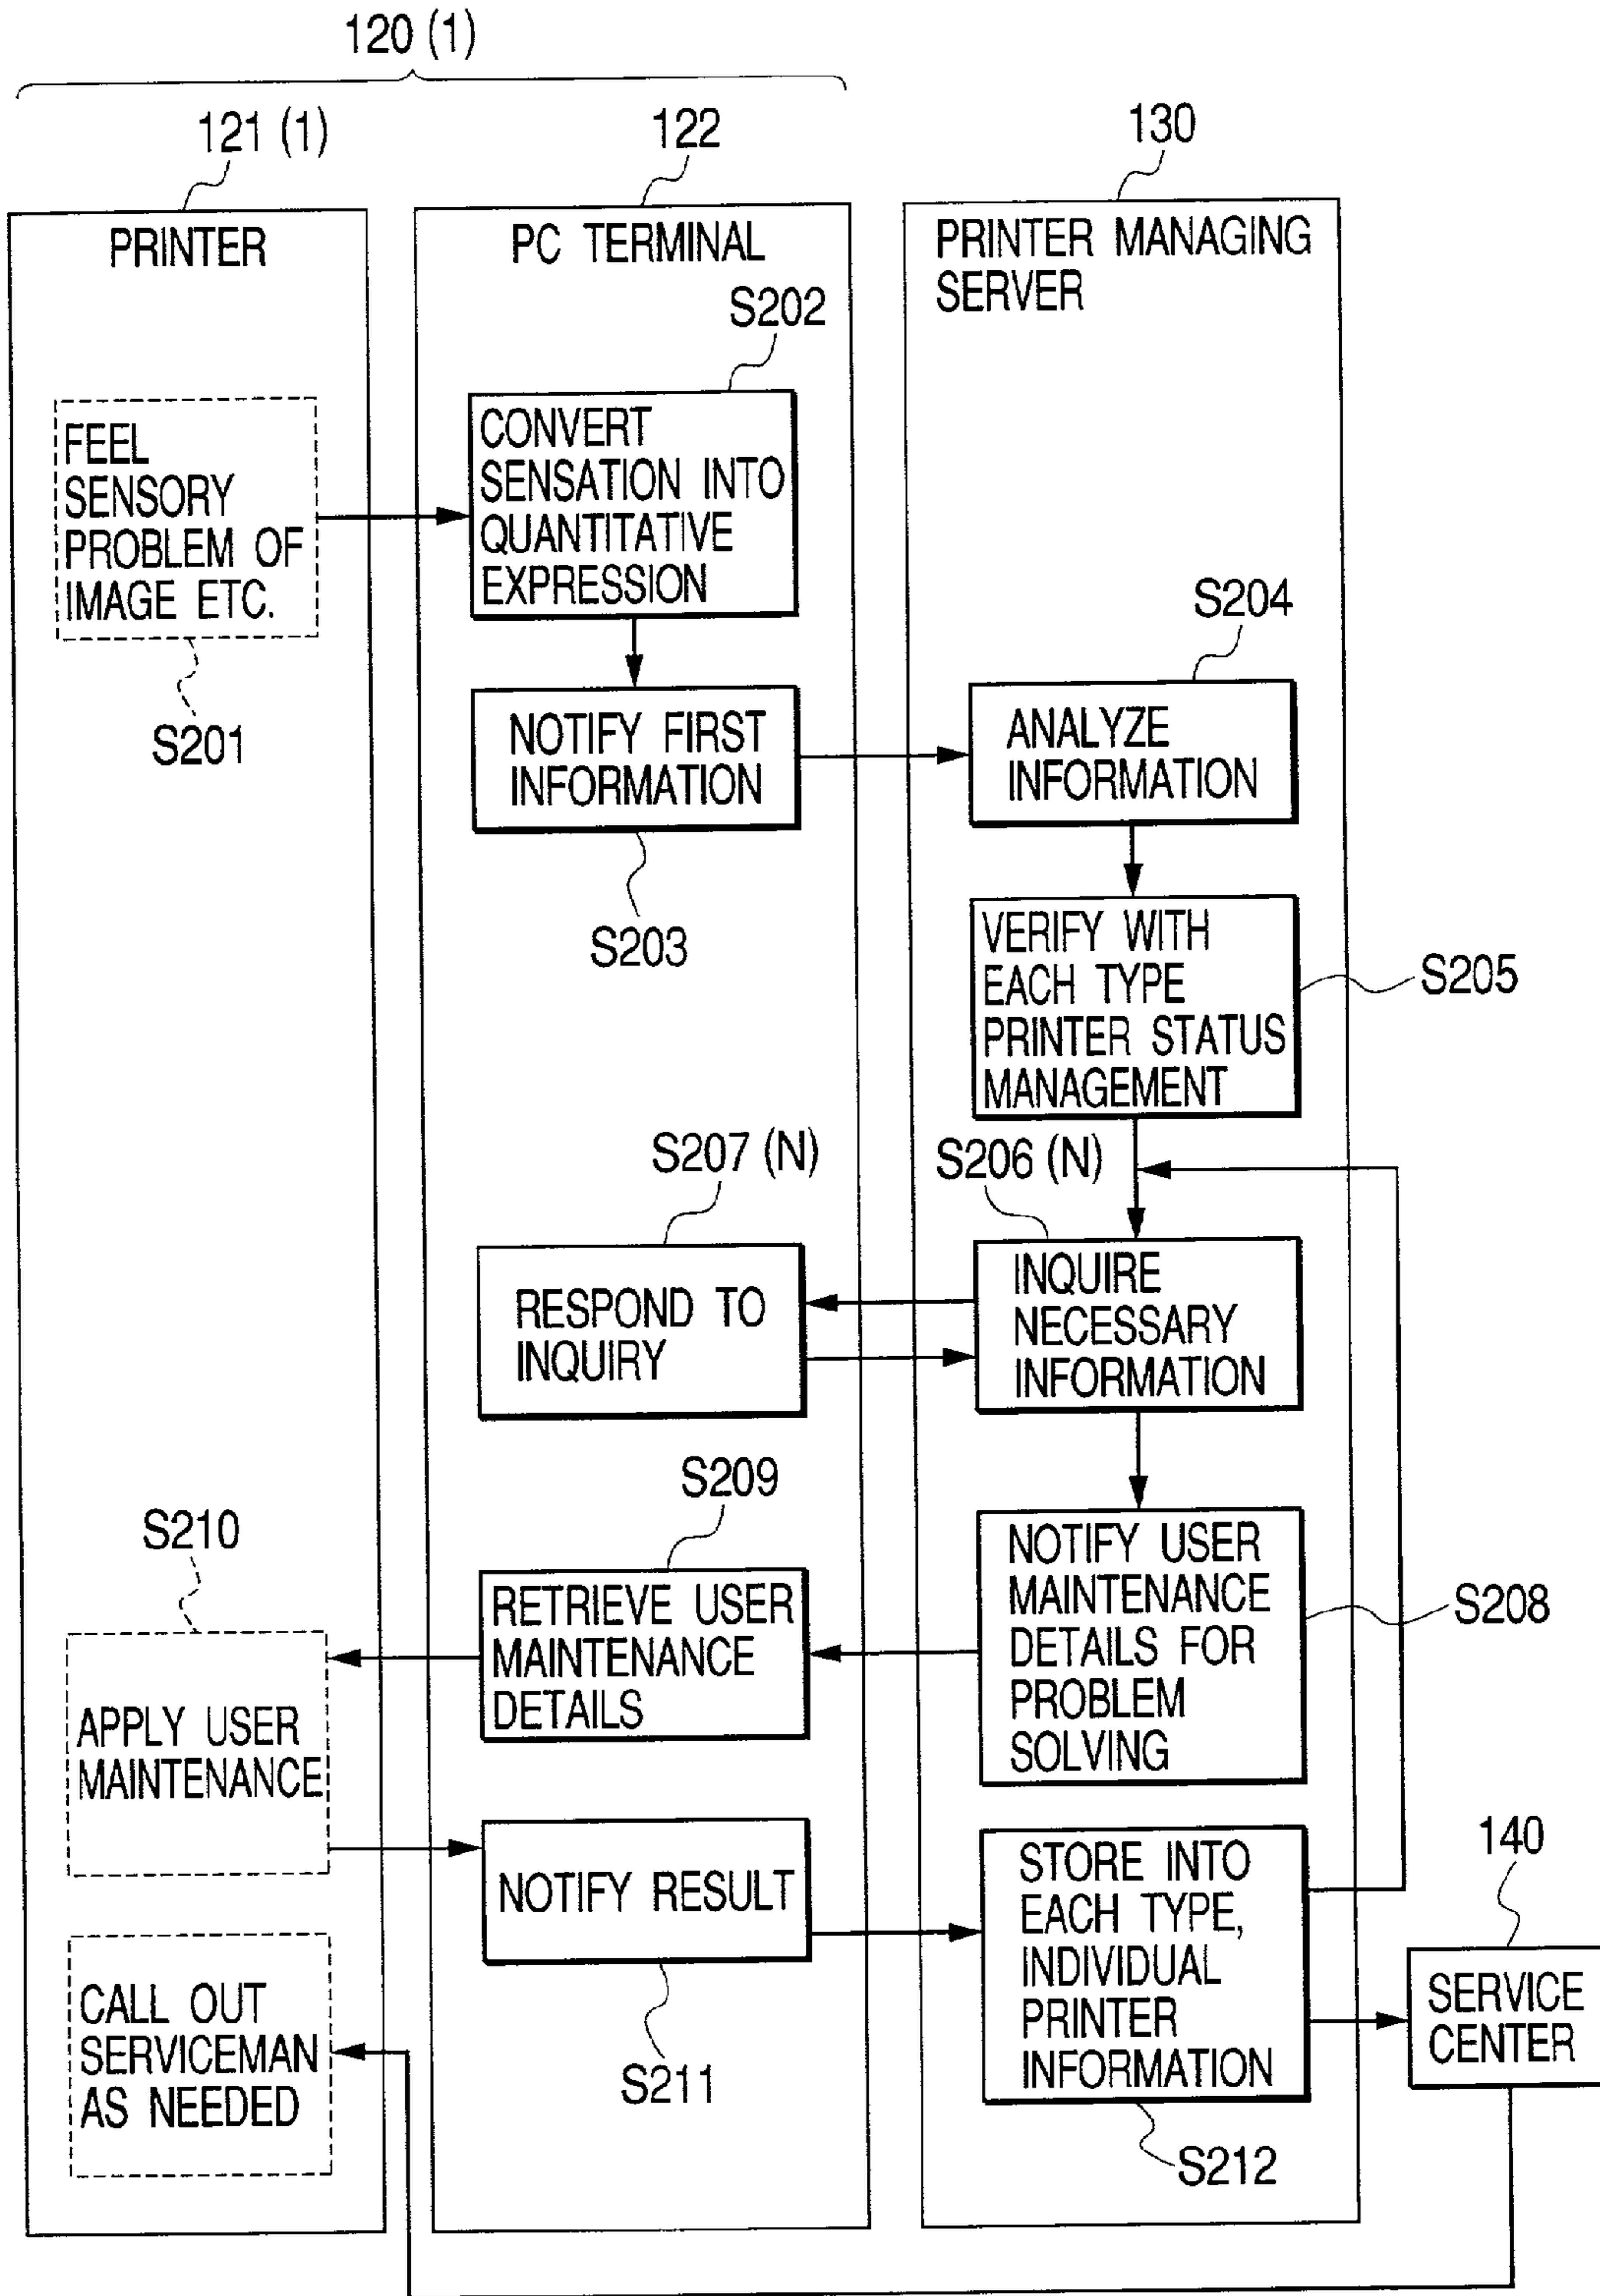 120 (1)
121 (1)
122
130
PRINTER
PC TERMINAL
PRINTER MANAGING
SERVER
S202
FEEL
SENSORY
PROBLEM OF
IMAGE ETC.
S201
CONVERT
SENSATION INTO
QUANTITATIVE
EXPRESSION
NOTIFY FIRST
INFORMATION
S203
S204
ANALYZE
INFORMATION
VERIFY WITH
EACH TYPE
PRINTER STATUS
MANAGEMENT
S205
S207 (N)
S206 (N)
RESPOND TO
INQUIRY
INQUIRE
NECESSARY
INFORMATION
S209
S210
RETRIEVE USER
MAINTENANCE
DETAILS
NOTIFY USER
MAINTENANCE
DETAILS FOR
PROBLEM
SOLVING
S208
APPLY USER
MAINTENANCE
NOTIFY RESULT
S211
STORE INTO
EACH TYPE,
INDIVIDUAL
PRINTER
INFORMATION
S212
140
SERVICE
CENTER
CALL OUT
SERVICEMAN
AS NEEDED